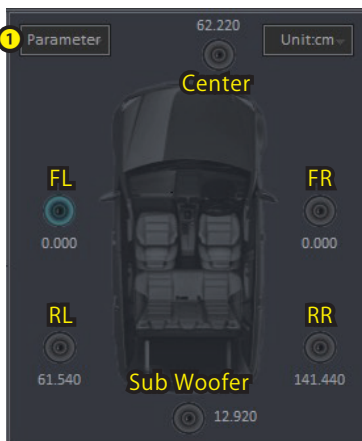 62.220
1 Parameter
Unit:cm
Center
FL
FR
0.000
0.000
RL
RR
61.540
141.440
Sub Woofer
12.920